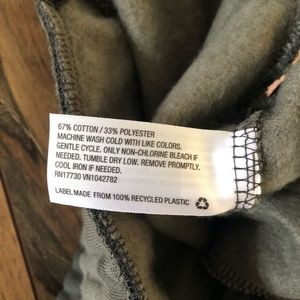 67% COTTON / 33% POLYESTER
MACHINE WASH COLD WITH LIKE COLORS.
GENTLE CYCLE. ONLY NON-CHLORINE BLEACH IF
NEEDED. TUMBLE DRY LOW. REMOVE PROMPTLY.
COOL IRON IF NEEDED.
RN17730 VN1042782
LABEL MADE FROM 100% RECYCLED PLASTIC